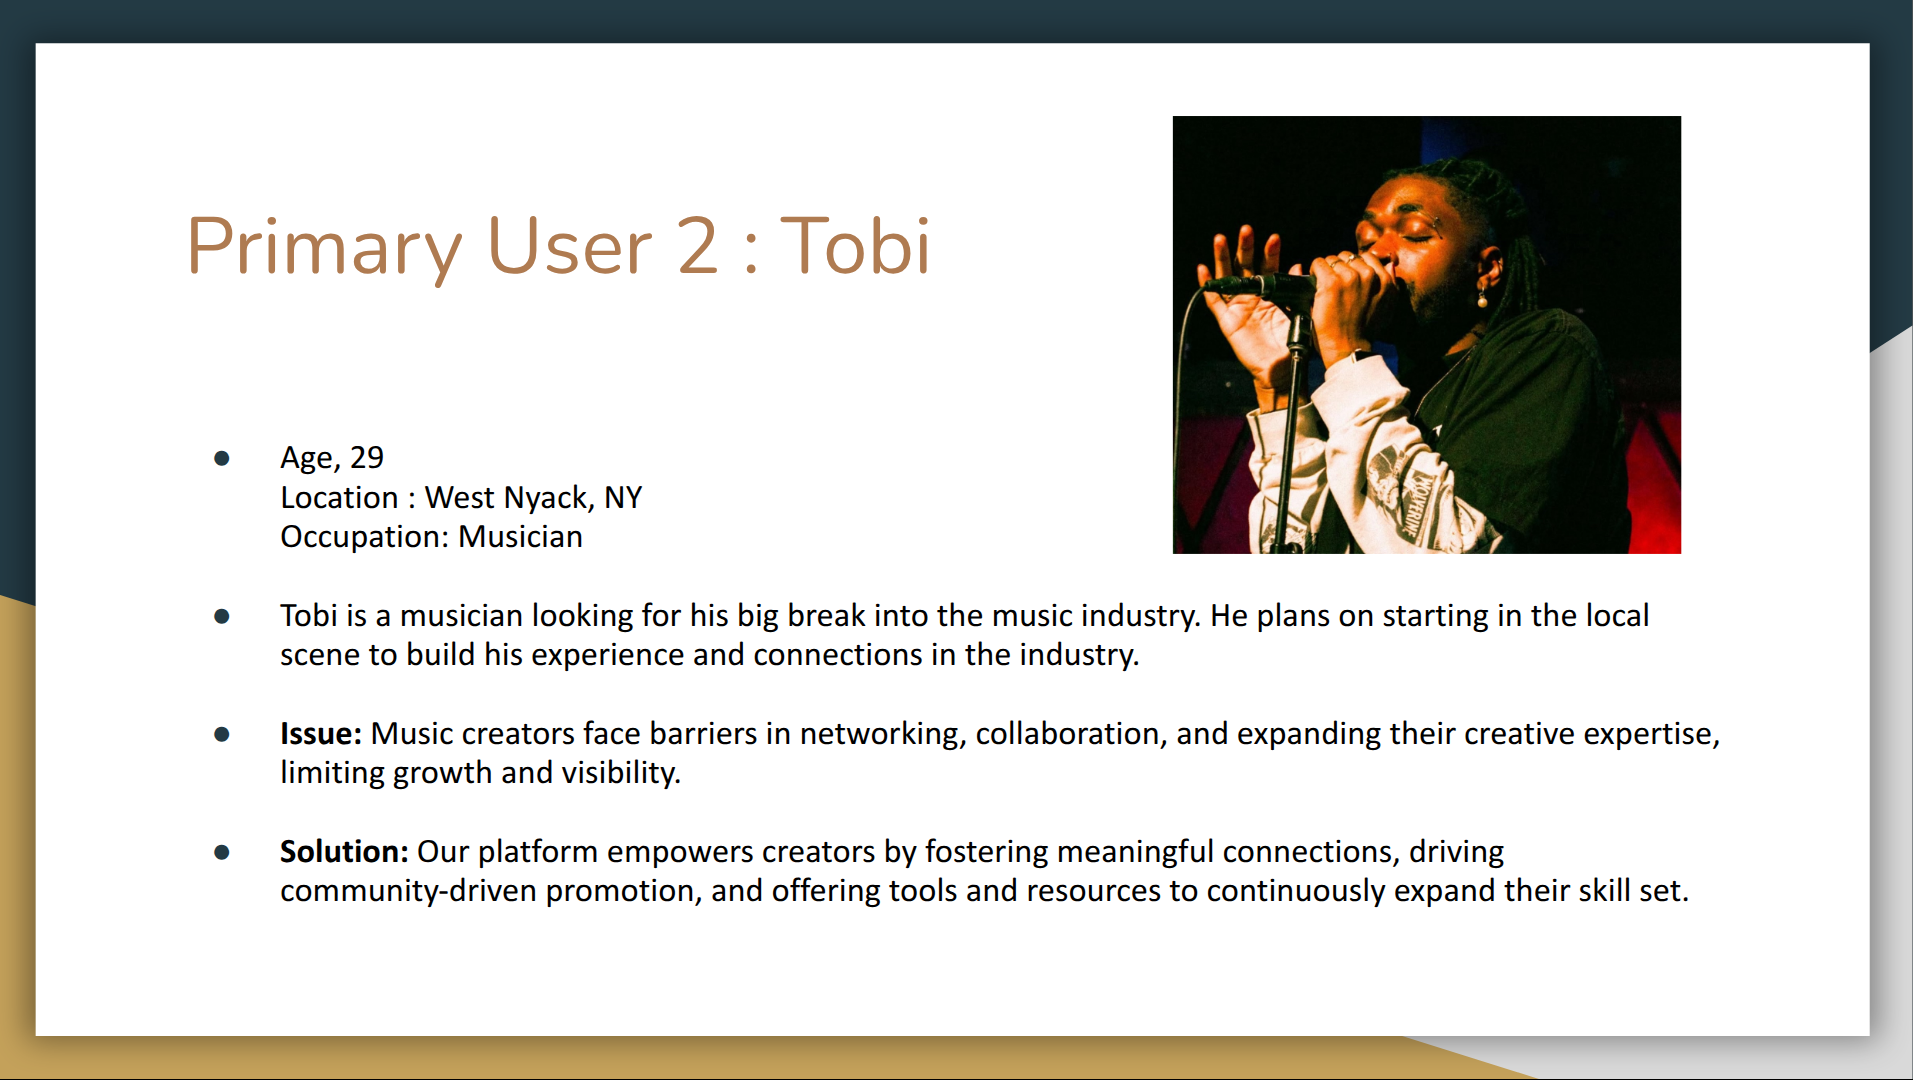 Primary User 2 : Tobi
● Age, 29
Location : West Nyack, NY
Occupation: Musician
● Tobi is a musician looking for his big break into the music industry. He plans on starting in the local
scene to build his experience and connections in the industry.
● Issue: Music creators face barriers in networking, collaboration, and expanding their creative expertise,
limiting growth and visibility.
● Solution: Our platform empowers creators by fostering meaningful connections, driving
community-driven promotion, and offering tools and resources to continuously expand their skill set.
WOLVERINE